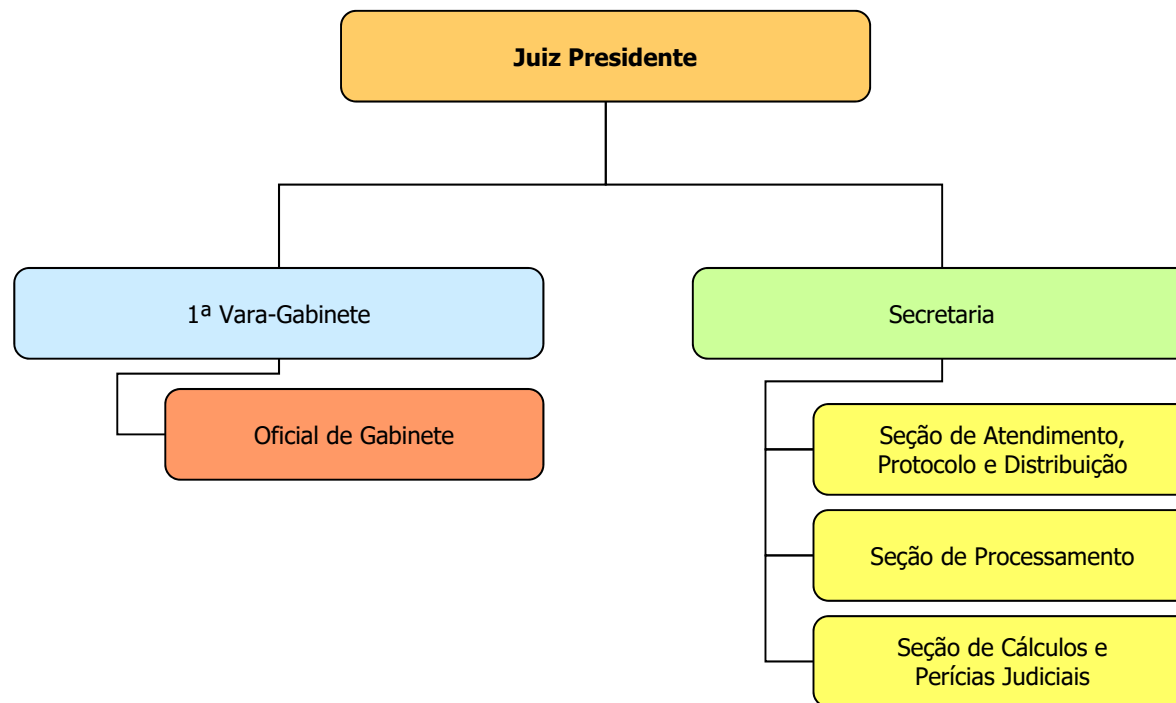 Juiz Presidente
1ª Vara-Gabinete
Oficial de Gabinete
Secretaria
Seção de Atendimento,
Protocolo e Distribuição
Seção de Processamento
Seção de Cálculos e
Perícias Judiciais